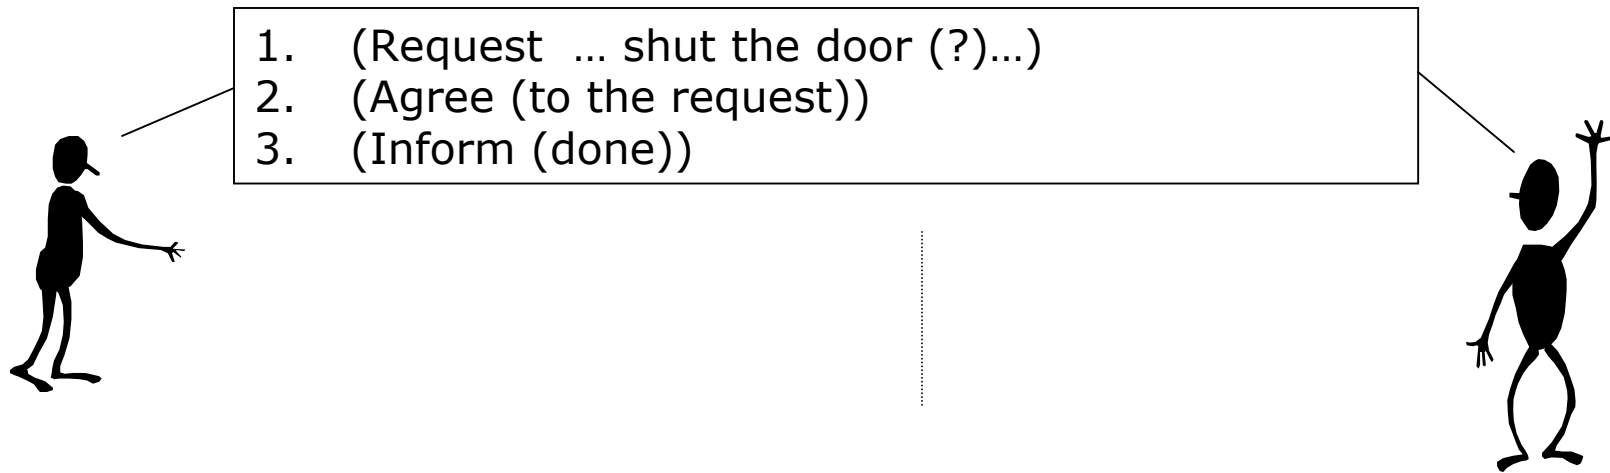 1. (Request … shut the door (?)…)
2. (Agree (to the request))
3. (Inform (done))